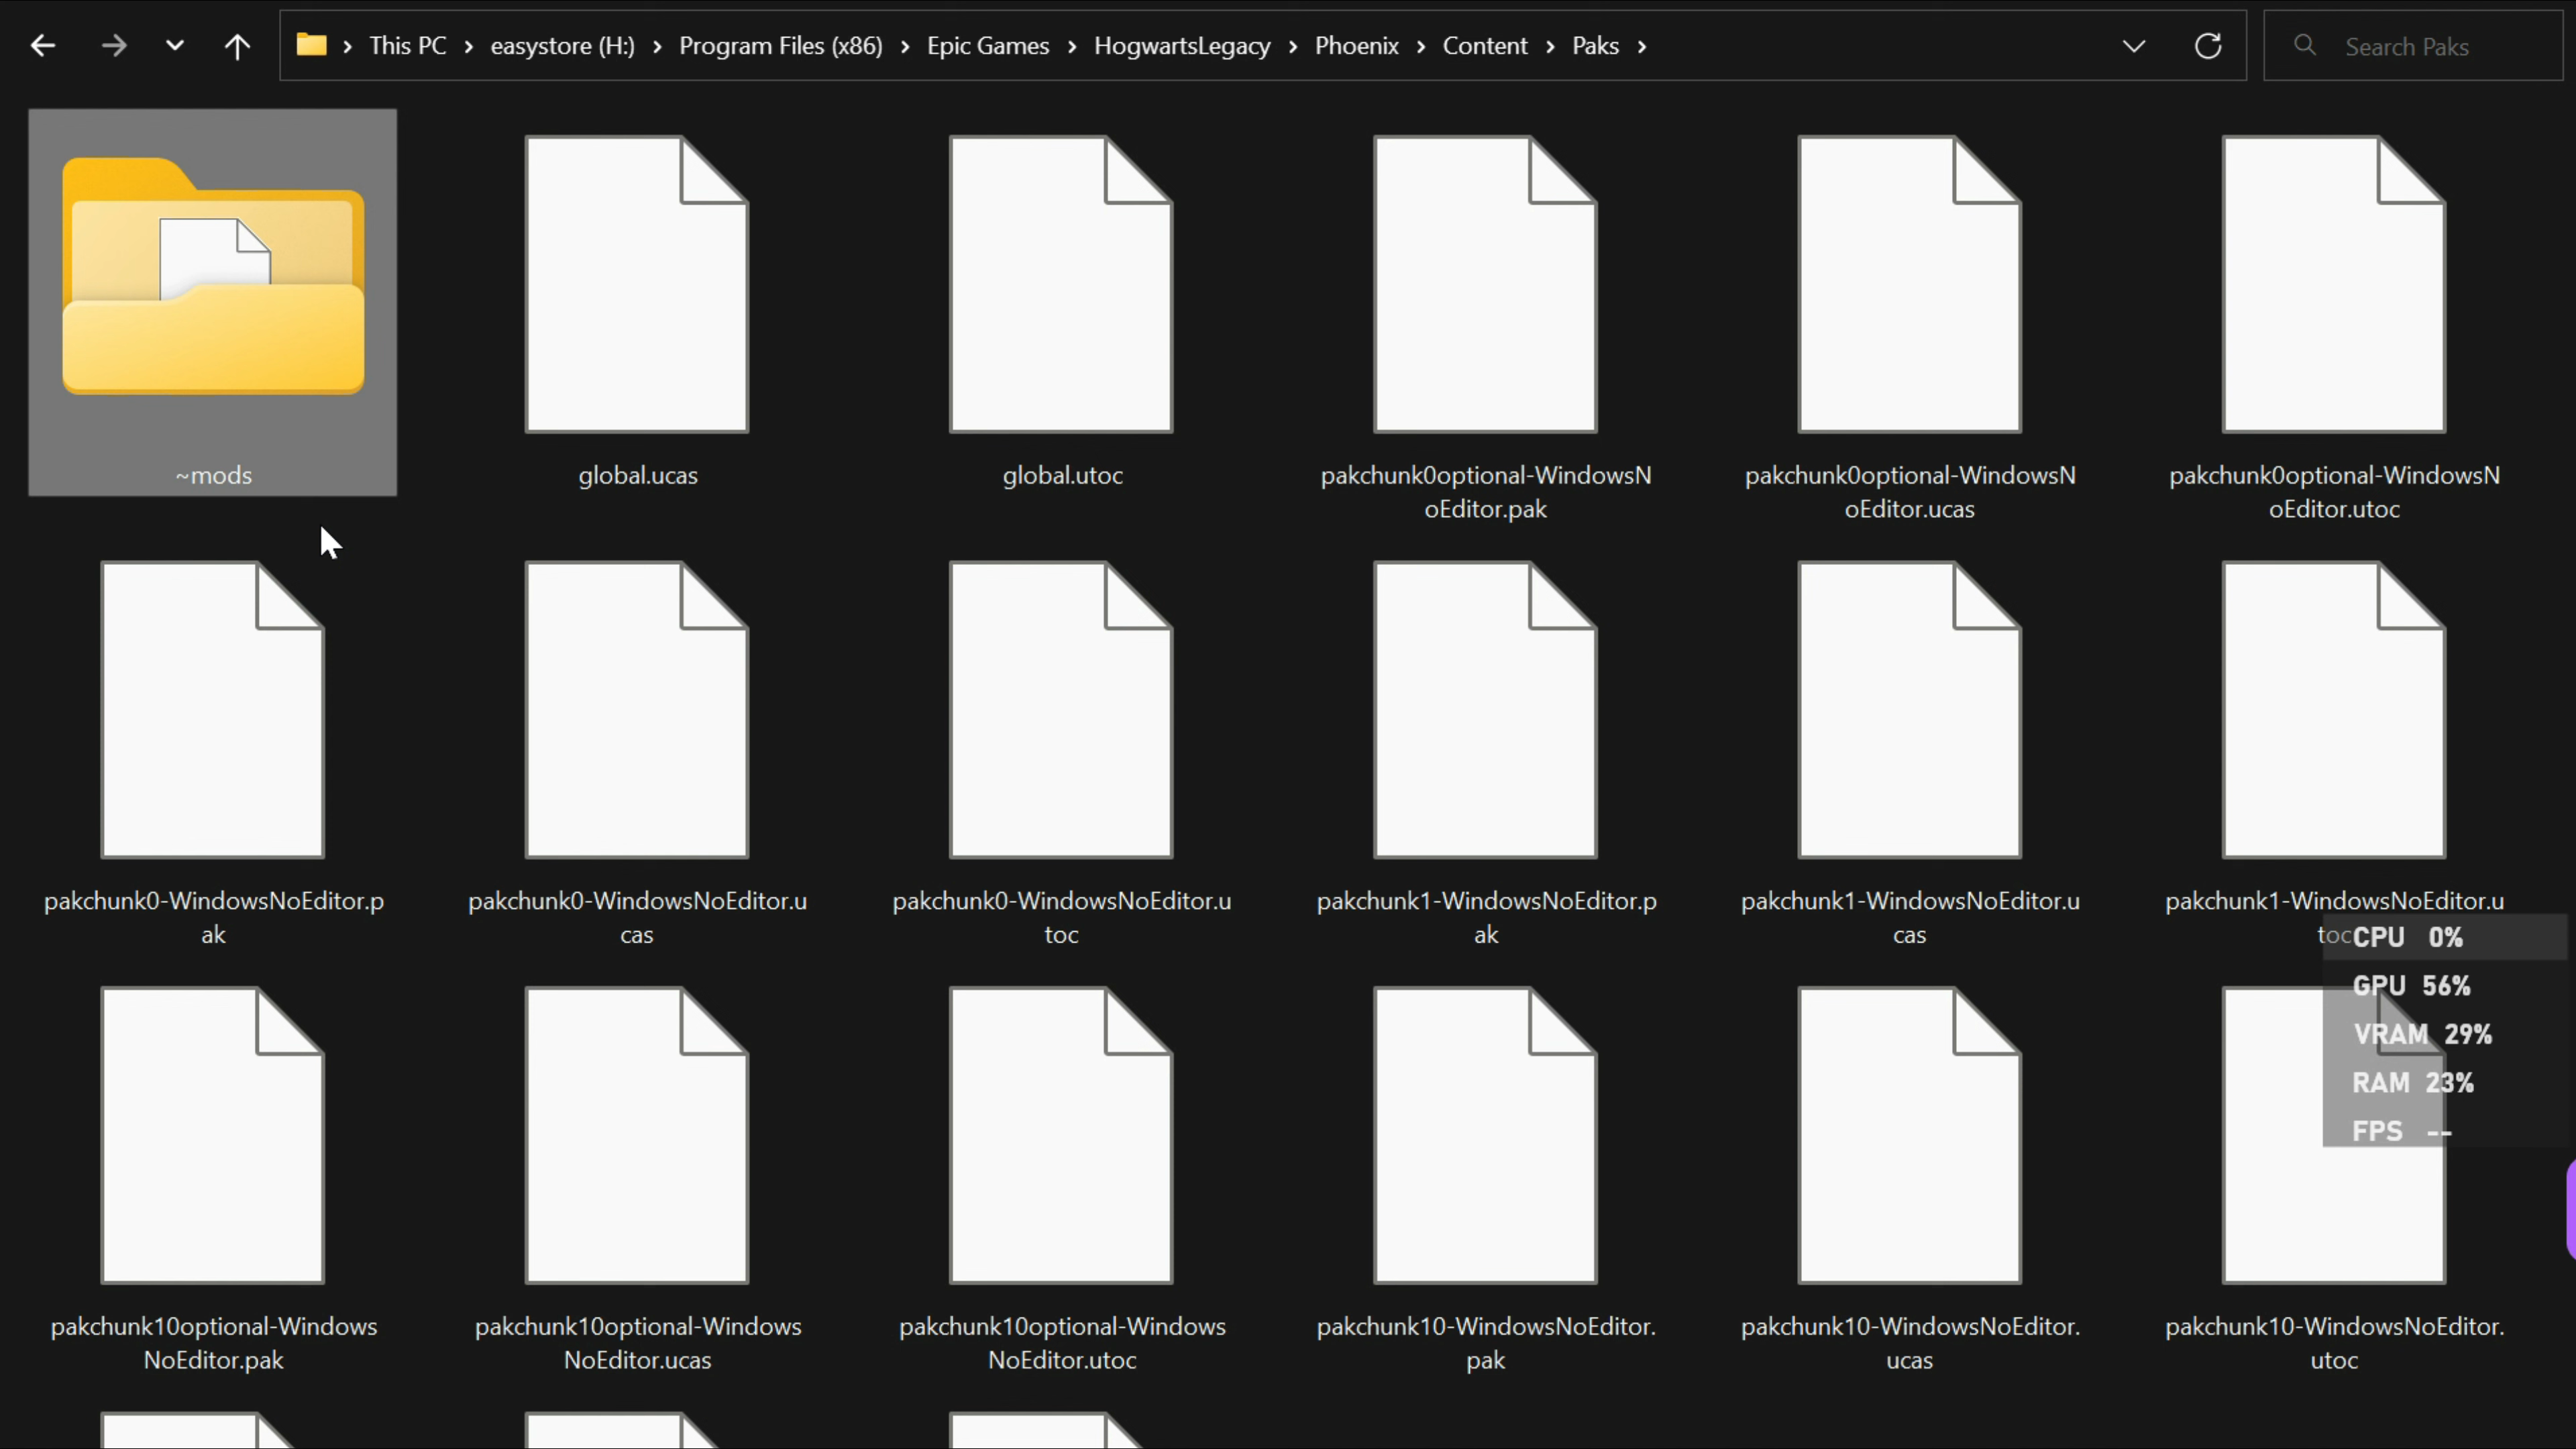 This PC > easystore (H:) > Program Files (x86) > Epic Games > HogwartsLegacy > Phoenix > Content > Paks >
Search Paks
~mods
global.ucas
global.utoc
pakchunk0optional-WindowsN
oEditor.pak
pakchunk0optional-WindowsN
oEditor.ucas
pakchunk0optional-WindowsN
oEditor.utoc
pakchunk0-WindowsNoEditor.p
ak
pakchunk0-WindowsNoEditor.u
cas
pakchunk0-WindowsNoEditor.u
toc
pakchunk1-WindowsNoEditor.p
ak
pakchunk1-WindowsNoEditor.u
cas
pakchunk1-WindowsNoEditor.u
toc
CPU 0%
GPU 56%
VRAM 29%
RAM 23%
FPS --
pakchunk10optional-Windows
NoEditor.pak
pakchunk10optional-Windows
NoEditor.ucas
pakchunk10optional-Windows
NoEditor.utoc
pakchunk10-WindowsNoEditor.
pak
pakchunk10-WindowsNoEditor.
ucas
pakchunk10-WindowsNoEditor.
utoc